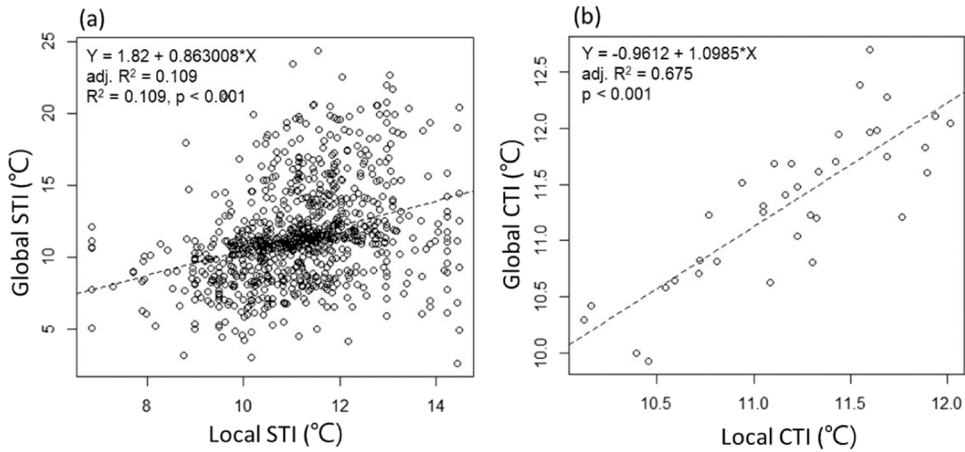 (a)
Y = 1.82 + 0.863008*X
adj. R² = 0.109
R² = 0.109, p < 0.001
Global STI (℃)
25
20
15
10
5
8
10
12
14
Local STI (℃)
(b)
Y = -0.9612 + 1.0985*X
adj. R² = 0.675
p < 0.001
Global CTI (℃)
12.5
12.0
11.5
11.0
10.5
10.0
10.5
11.0
11.5
12.0
Local CTI (℃)